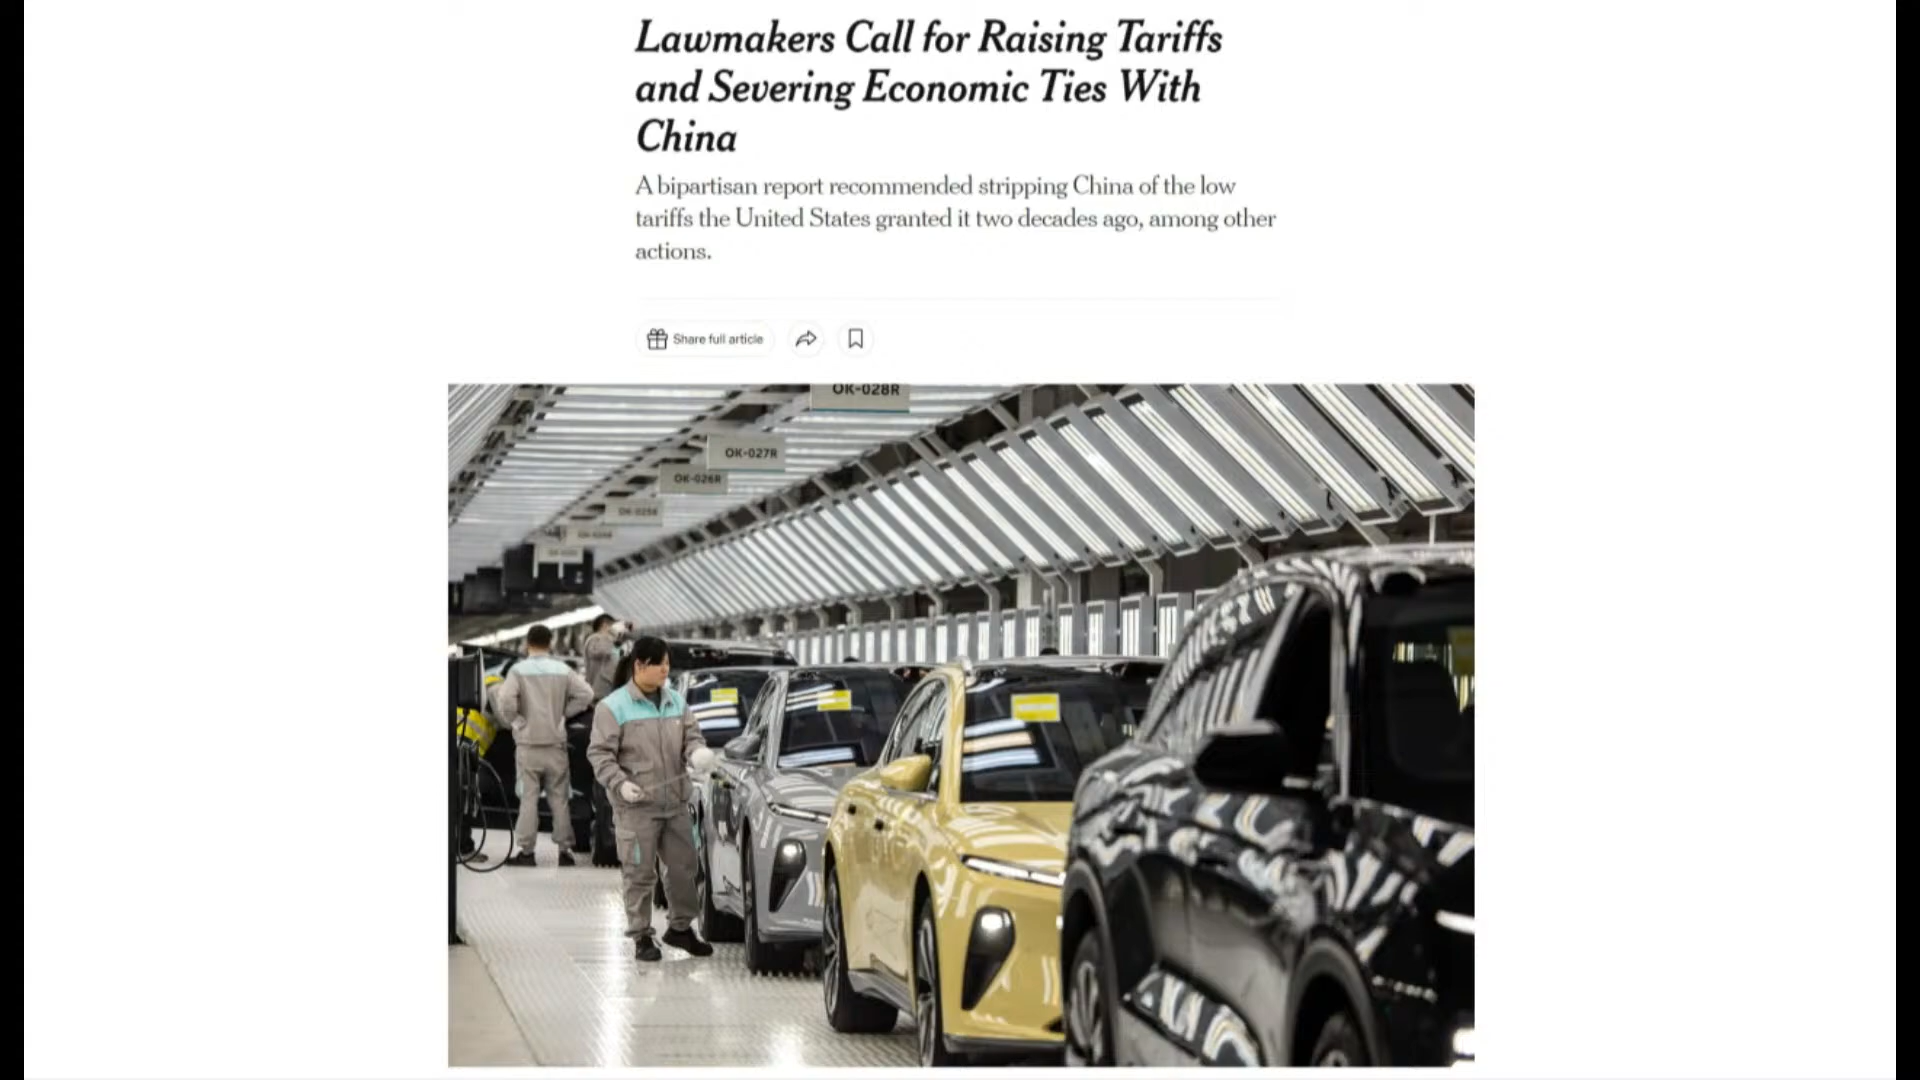 Lawmakers Call for Raising Tariffs
and Severing Economic Ties With
China
A bipartisan report recommended stripping China of the low
tariffs the United States granted it two decades ago, among other
actions.
Share full article
OK-028R
OK-027R
OK-026R